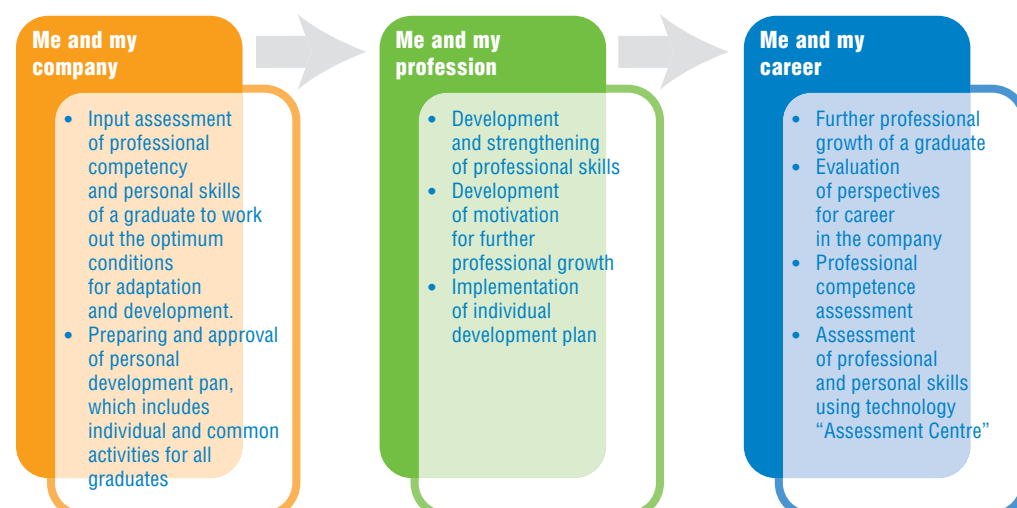 Me and my
company
• Input assessment
of professional
competency
and personal skills
of a graduate to work
out the optimum
conditions
for adaptation
and development.
• Preparing and approval
of personal
development pan,
which includes
individual and common
activities for all
graduates
Me and my
profession
• Development
and strengthening
of professional skills
• Development
of motivation
for further
professional growth
• Implementation
of individual
development plan
Me and my
career
• Further professional
growth of a graduate
• Evaluation
of perspectives
for career
in the company
• Professional
competence
assessment
• Assessment
of professional
and personal skills
using technology
“Assessment Centre”